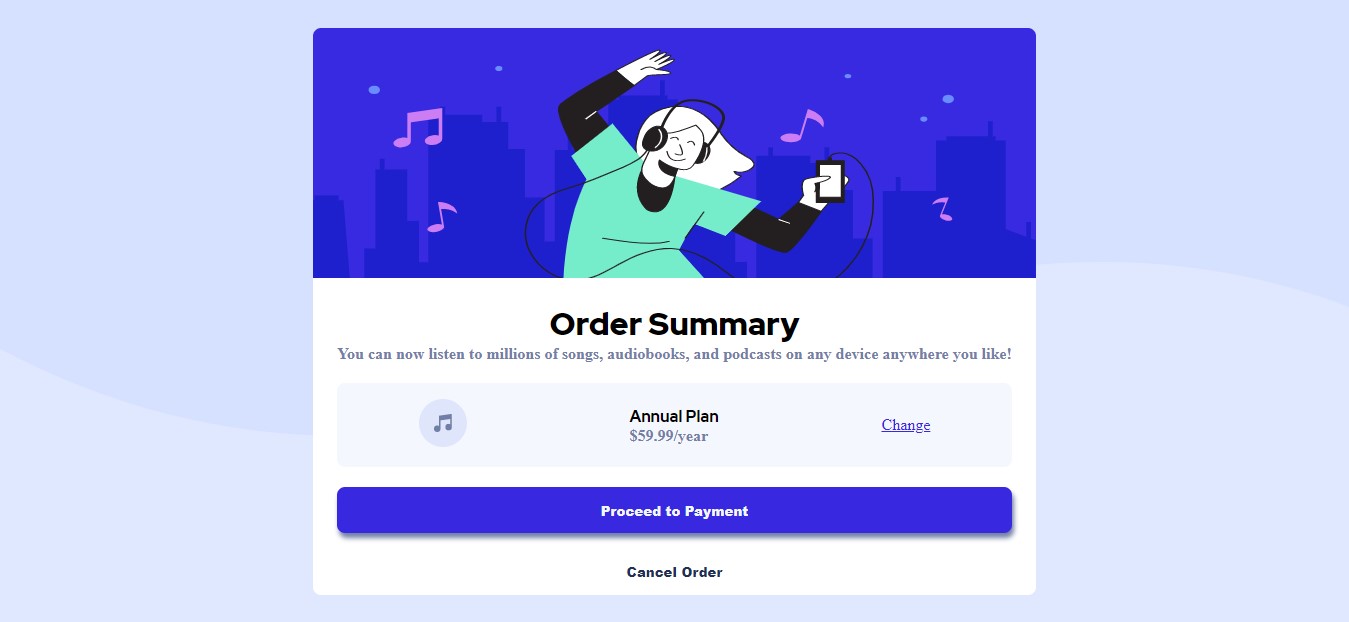 Order Summary
You can now listen to millions of songs, audiobooks, and podcasts on any device anywhere you like!
Annual Plan
$59.99/year
Change
Proceed to Payment
Cancel Order